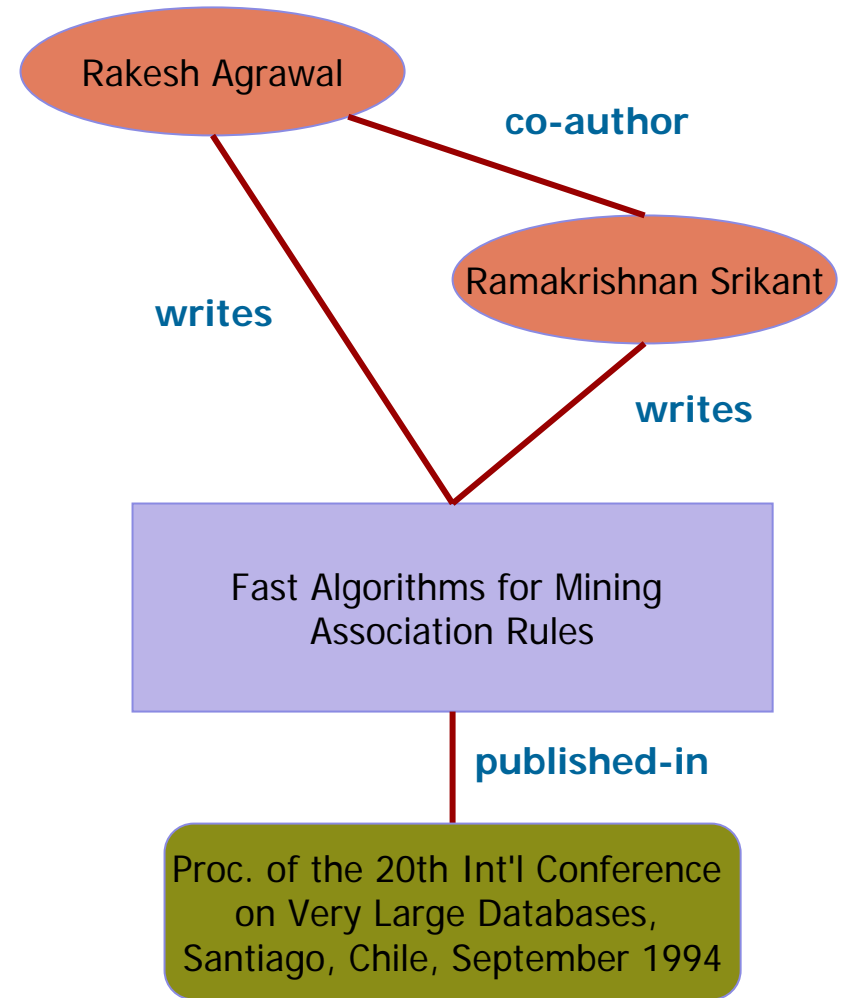 Rakesh Agrawal
co-author
Ramakrishnan Srikant
writes
writes
Fast Algorithms for Mining
Association Rules
published-in
Proc. of the 20th Int'l Conference
on Very Large Databases,
Santiago, Chile, September 1994